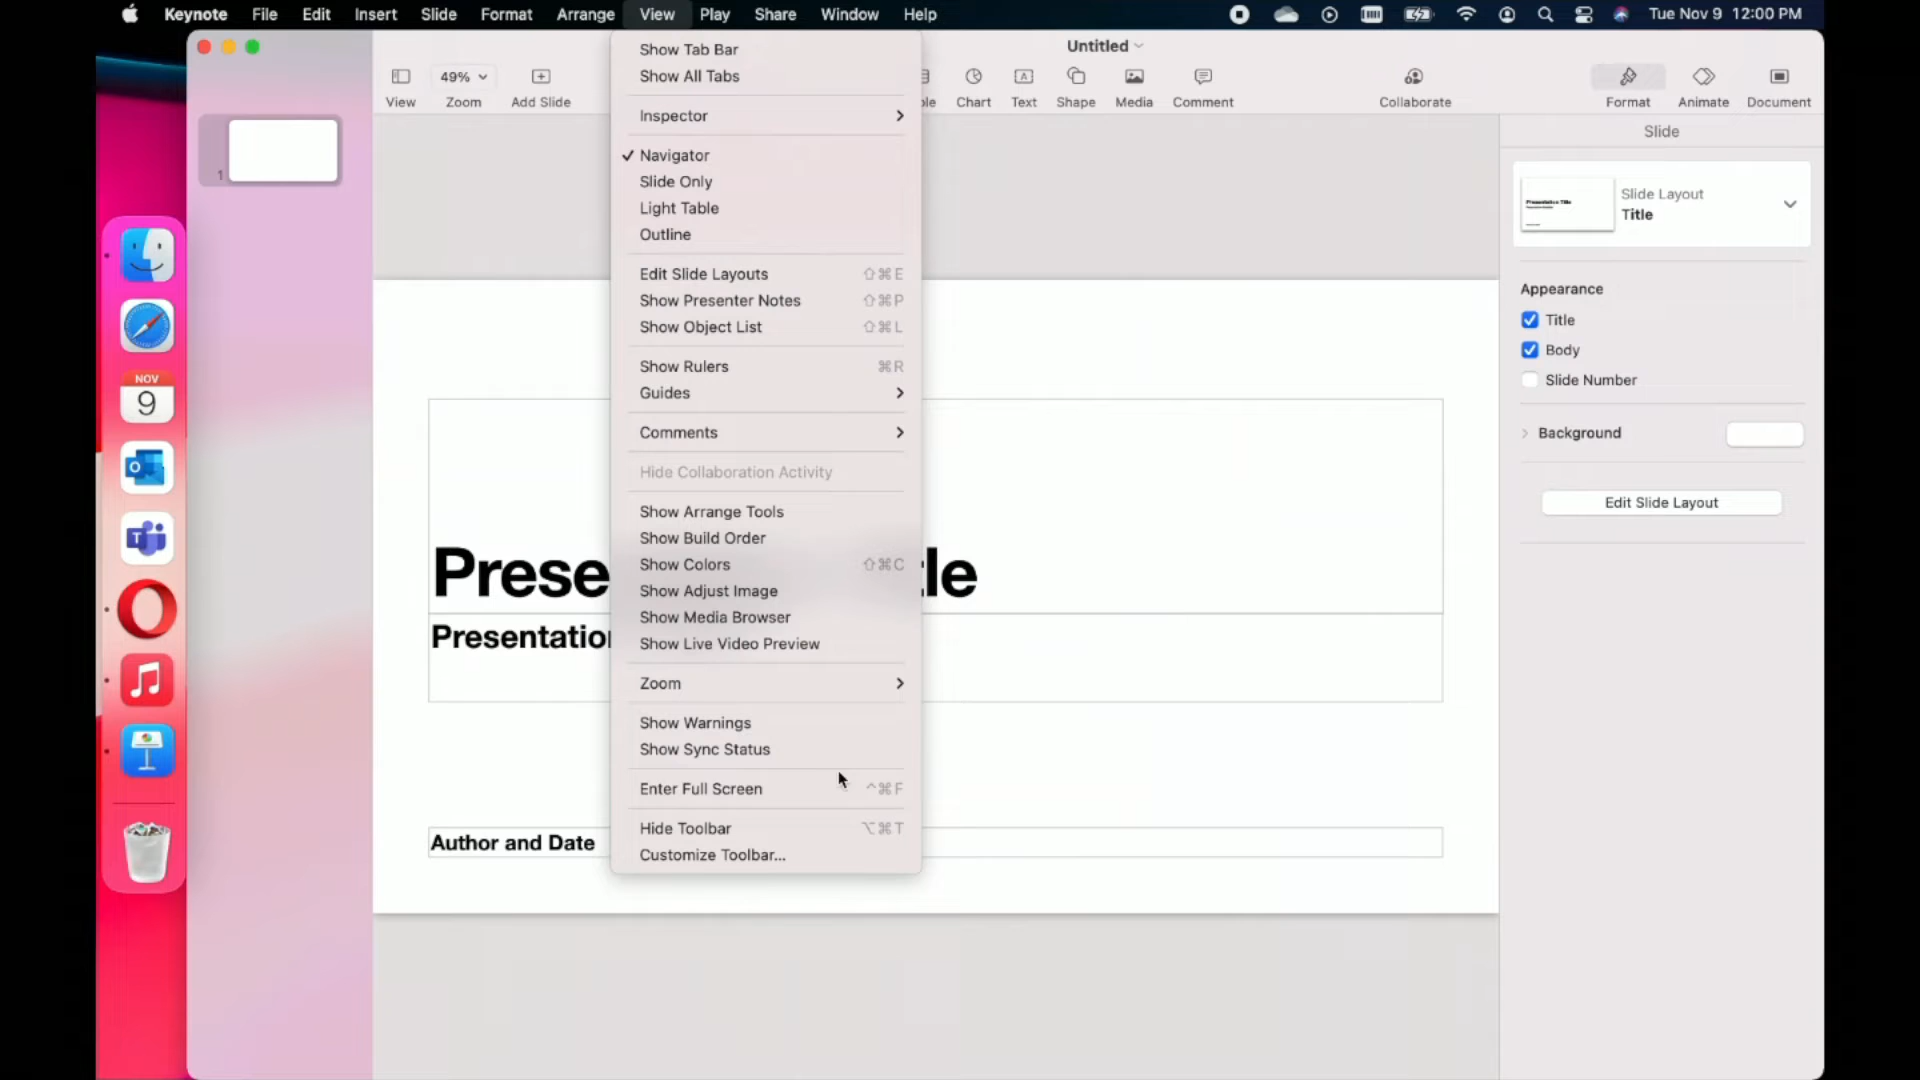 Keynote File Edit Insert Slide Format Arrange View Play Share Window Help Tue Nov 9 12:00 PM
Untitled
49%
View Zoom Add Slide Chart Text Shape Media Comment Collaborate Format Animate Document
Show Tab Bar
Show All Tabs
Inspector
✓ Navigator
Slide Only
Light Table
Outline
Edit Slide Layouts ⇧⌘E
Show Presenter Notes ⇧⌘P
Show Object List ⇧⌘L
Show Rulers ⌘R
Guides
Comments
Hide Collaboration Activity
Show Arrange Tools
Show Build Order
Show Colors ⇧⌘C
Show Adjust Image
Show Media Browser
Show Live Video Preview
Zoom
Show Warnings
Show Sync Status
Enter Full Screen ^⌘F
Hide Toolbar ⌥⌘T
Customize Toolbar...
1
NOV
9
Prese le
Presentation
Author and Date
Slide
Presentation Title
Slide Layout
Title
Appearance
Title
Body
Slide Number
Background
Edit Slide Layout